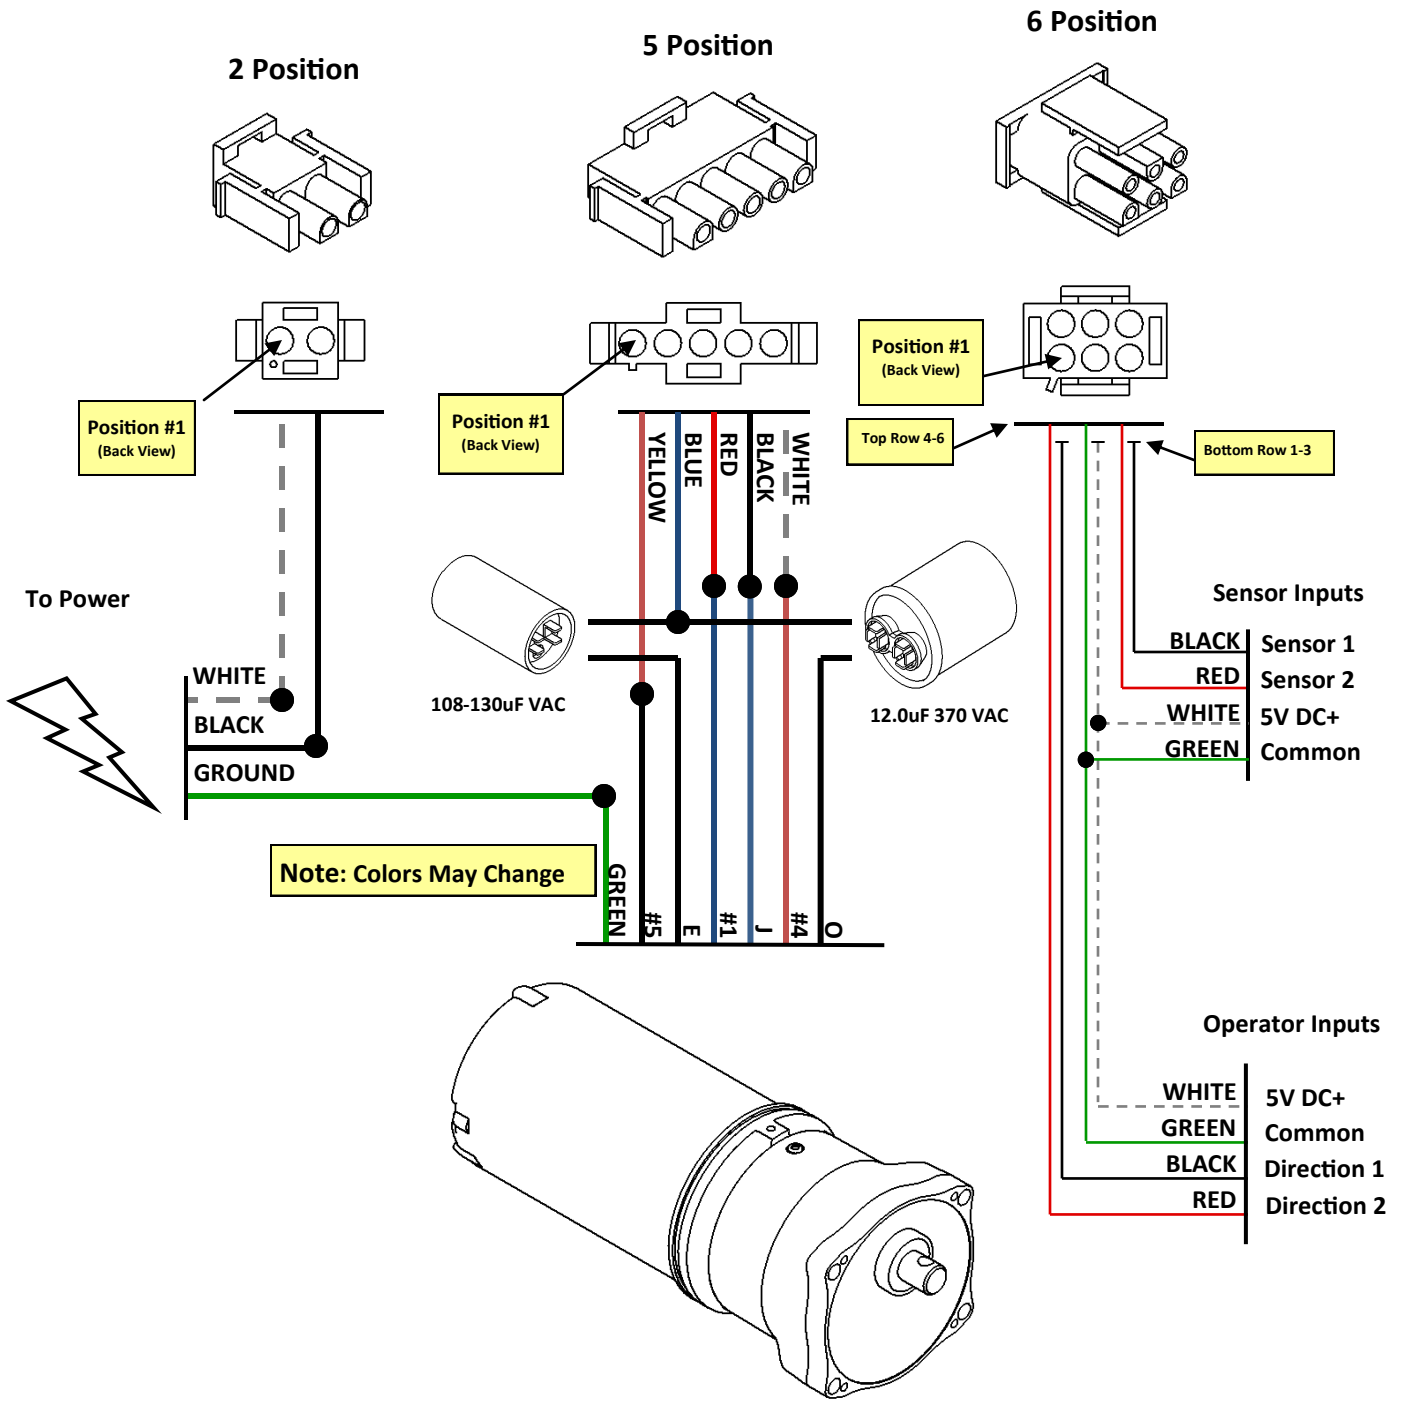 2 Position
5 Position
6 Position
Position #1
(Back View)
Position #1
(Back View)
Position #1
(Back View)
Top Row 4-6
Bottom Row 1-3
YELLOW
BLUE
RED
BLACK
WHITE
To Power
WHITE
BLACK
GROUND
108-130uF VAC
12.0uF 370 VAC
Sensor Inputs
BLACK Sensor 1
RED Sensor 2
WHITE 5V DC+
GREEN Common
Note: Colors May Change
GREEN
#5
E
#1
J
#4
O
Operator Inputs
WHITE 5V DC+
GREEN Common
BLACK Direction 1
RED Direction 2